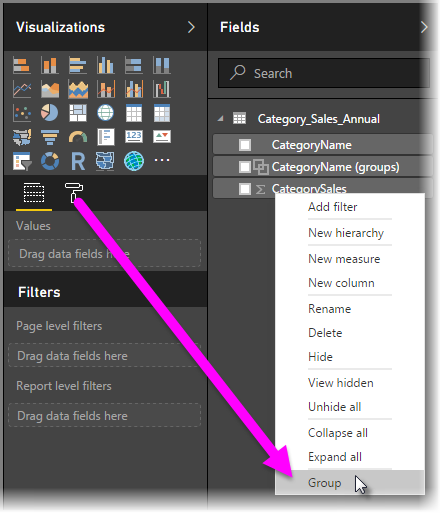 Visualizations
Fields
Search
Category_Sales_Annual
CategoryName
CategoryName (groups)
CategorySales
R
123
Values
Drag data fields here
Filters
Page level filters
Drag data fields here
Report level filters
Drag data fields here
Add filter
New hierarchy
New measure
New column
Rename
Delete
Hide
View hidden
Unhide all
Collapse all
Expand all
Group